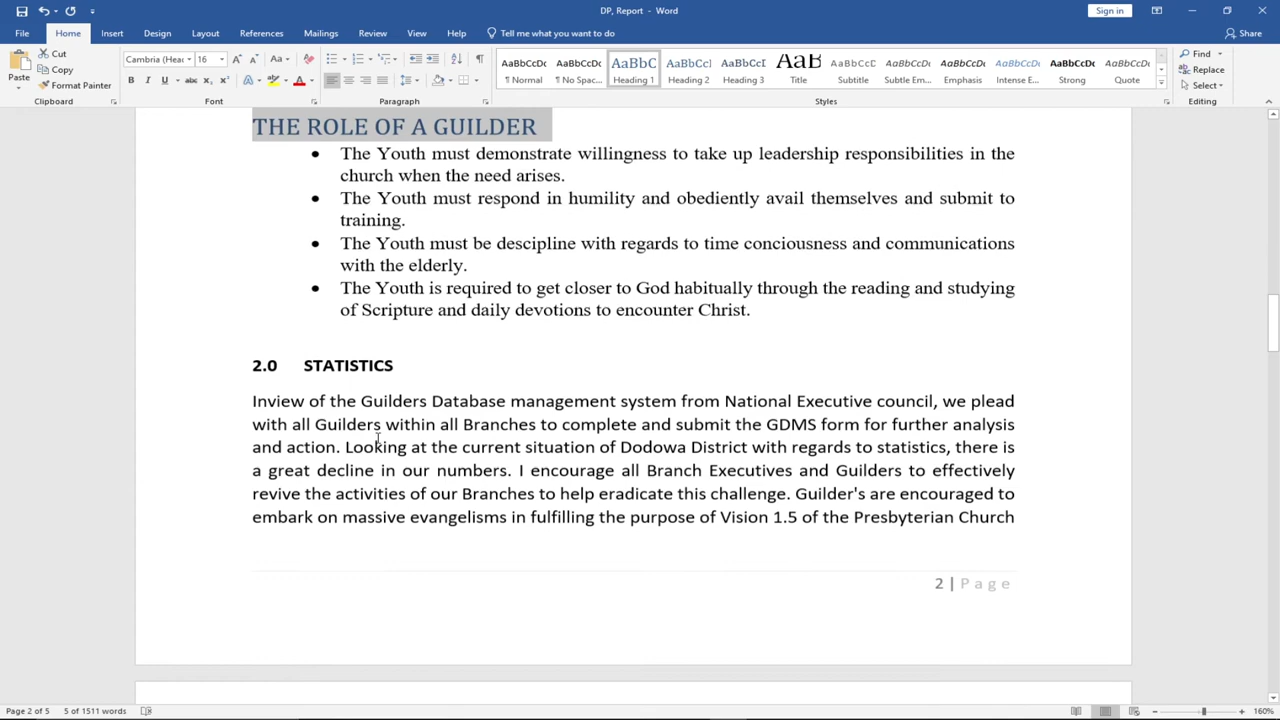 DP, Report - Word
Sign in
File Home Insert Design Layout References Mailings Review View Help Tell me what you want to do Share
Paste
Cut
Copy
Format Painter
Clipboard
Cambria (Hea 16
Font
Paragraph
AaBbCcDc AaBbCcDc AaBbC AaBbCc AaBbCcD AaB AaBbCcD AaBbCcDc AaBbCcDc AaBbCcDc AaBbCcDc AaBbCcDc
¶ Normal ¶ No Spac... Heading 1 Heading 2 Heading 3 Title Subtitle Subtle Em... Emphasis Intense E... Strong Quote
Styles
Find
Replace
Select
Editing
THE ROLE OF A GUILDER
• The Youth must demonstrate willingness to take up leadership responsibilities in the
church when the need arises.
• The Youth must respond in humility and obediently avail themselves and submit to
training.
• The Youth must be descipline with regards to time conciousness and communications
with the elderly.
• The Youth is required to get closer to God habitually through the reading and studying
of Scripture and daily devotions to encounter Christ.
2.0 STATISTICS
Inview of the Guilders Database management system from National Executive council, we plead
with all Guilders within all Branches to complete and submit the GDMS form for further analysis
and action. Looking at the current situation of Dodowa District with regards to statistics, there is
a great decline in our numbers. I encourage all Branch Executives and Guilders to effectively
revive the activities of our Branches to help eradicate this challenge. Guilder's are encouraged to
embark on massive evangelisms in fulfilling the purpose of Vision 1.5 of the Presbyterian Church
2 | Page
Page 2 of 5 5 of 1511 words
160%